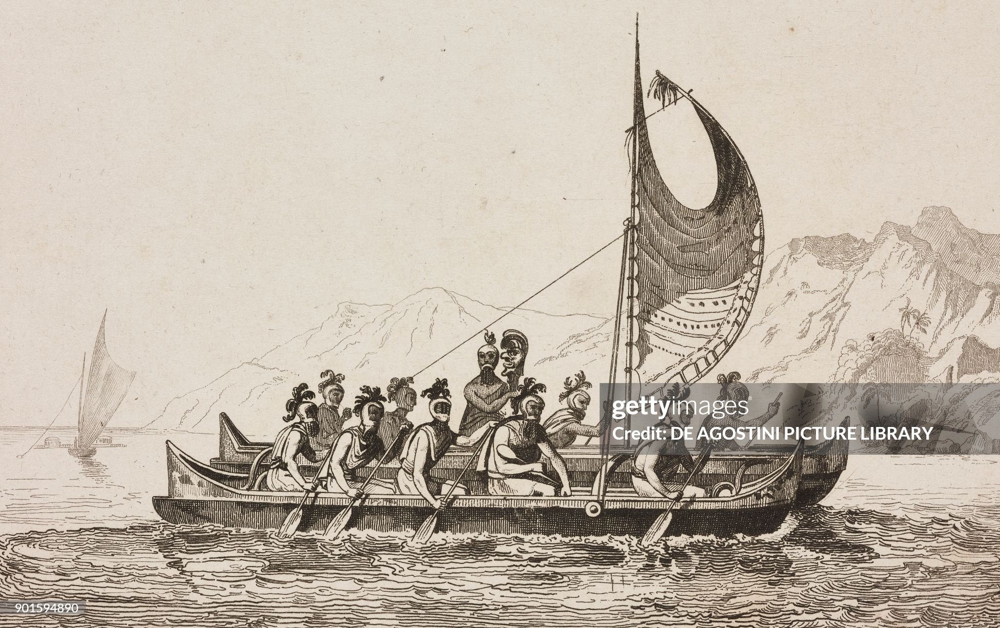 gettyimages®
Credit: DE AGOSTINI PICTURE LIBRARY
901594890